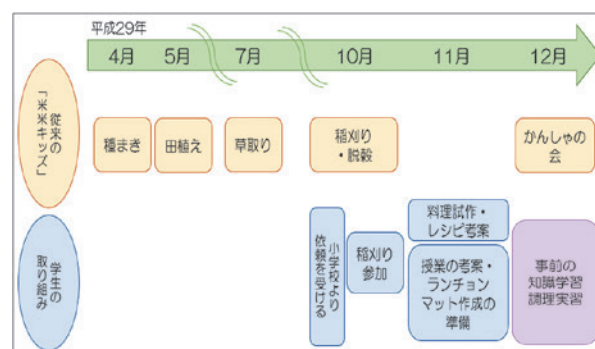 平成29年
4月 5月 7月 10月 11月 12月
従来の
「米米キッズ」
種まき
田植え
草取り
稲刈り
・脱穀
かんしゃの
会
学生の
取り組み
小学校より
依頼を受ける
稲刈り
参加
料理試作・
レシピ考案
授業の考案・
ランチョン
マット作成の
準備
事前の
知識学習
調理実習